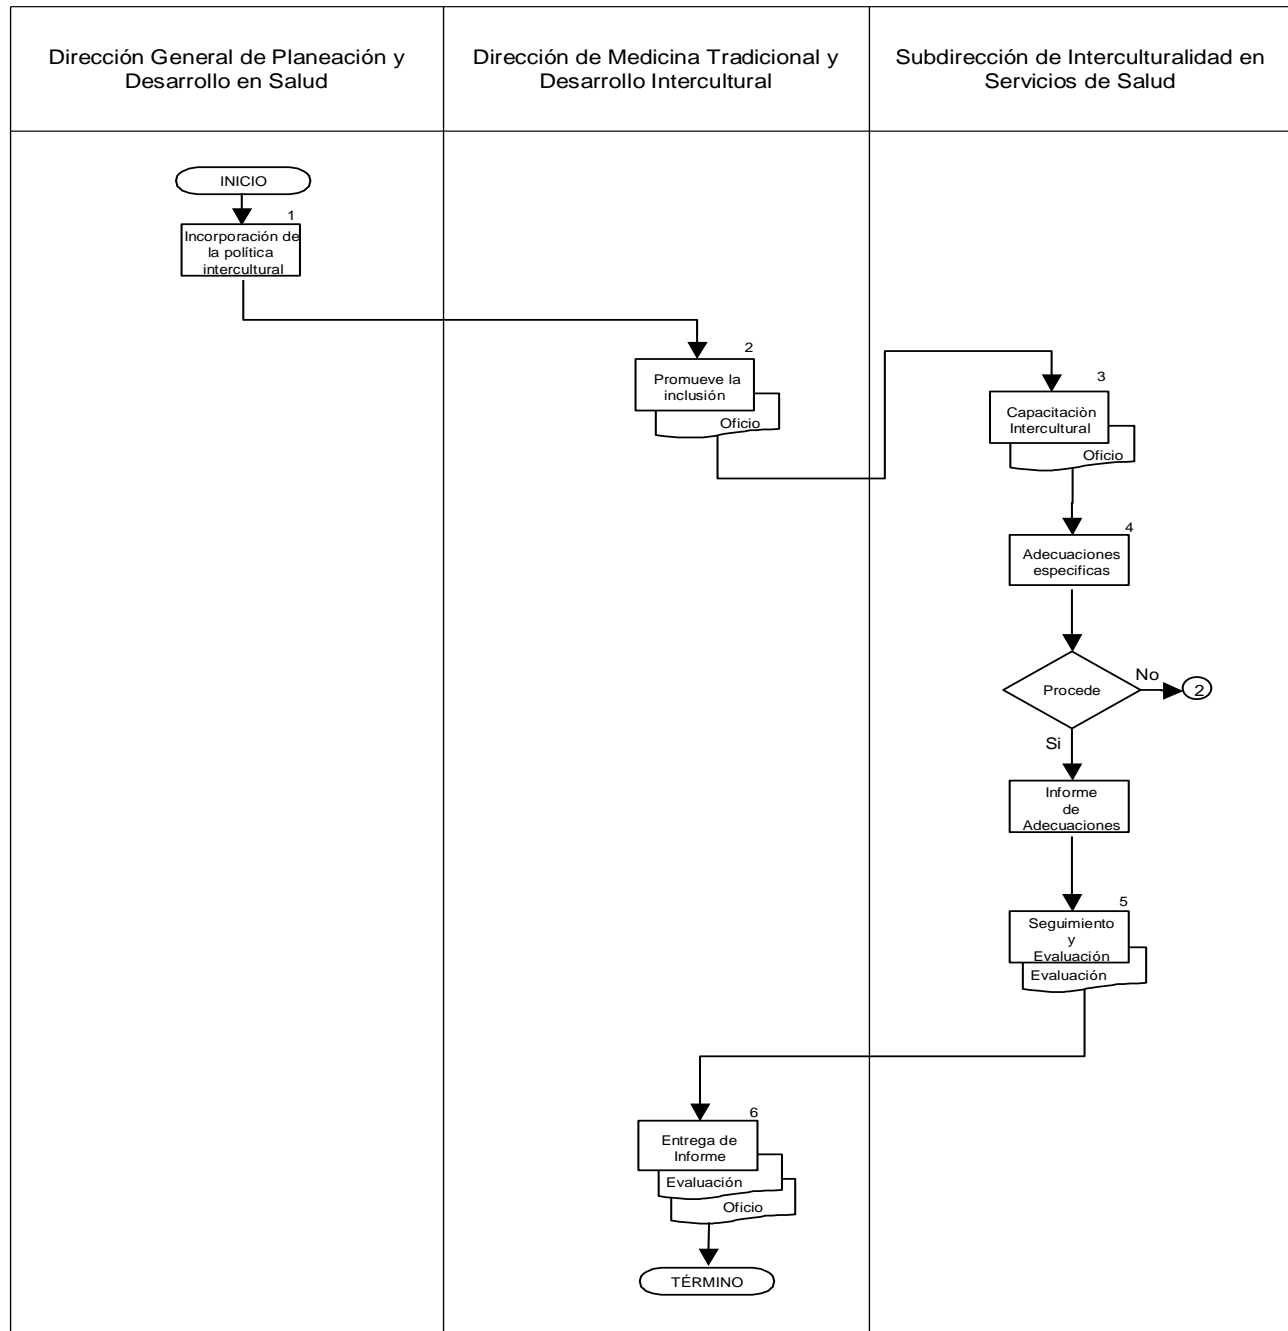 Dirección General de Planeación y
Desarrollo en Salud
Dirección de Medicina Tradicional y
Desarrollo Intercultural
Subdirección de Interculturalidad en
Servicios de Salud
INICIO
1
Incorporación de
la política
intercultural
2
Promueve la
inclusión
Oficio
3
Capacitaciòn
Intercultural
Oficio
4
Adecuaciones
especificas
Procede
No
2
Si
Informe
de
Adecuaciones
5
Seguimiento
y
Evaluación
Evaluación
6
Entrega de
Informe
Evaluación
Oficio
TÉRMINO